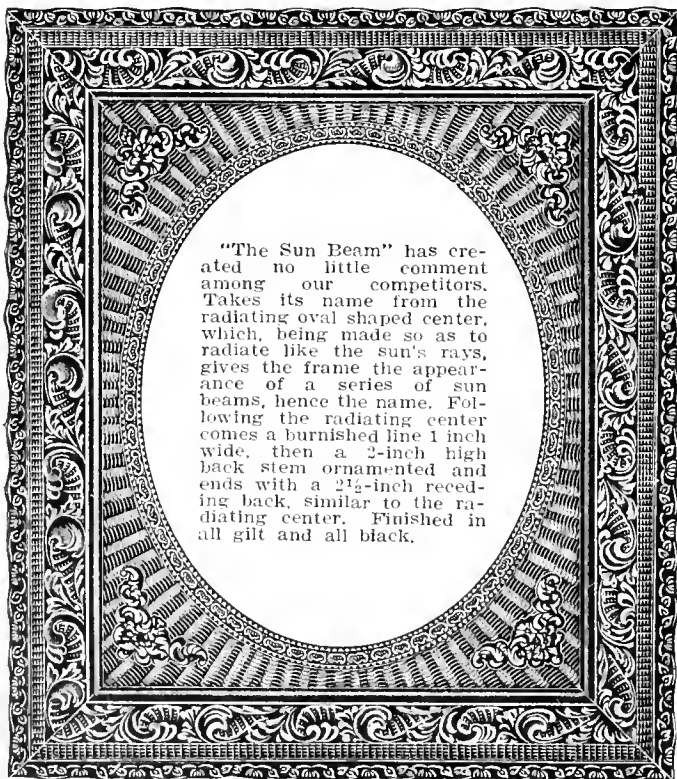 “The Sun Beam” has cre-
ated no little comment
among our competitors.
Takes its name from the
radiating oval shaped center,
which, being made so as to
radiate like the sun's rays,
gives the frame the appear-
ance of a series of sun
beams, hence the name. Fol-
lowing the radiating center
comes a burnished line 1 inch
wide, then a 2-inch high
back stem ornamented and
ends with a 2½-inch reced-
ing back, similar to the ra-
diating center. Finished in
all gilt and all black.